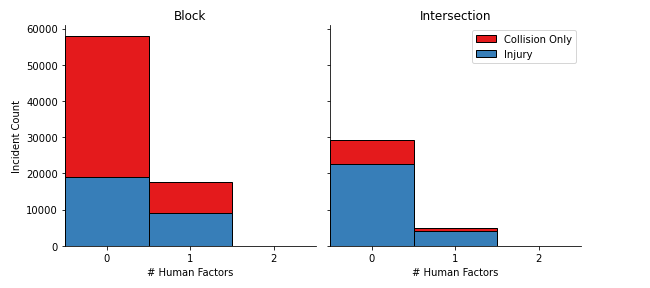 Block
Intersection
Collision Only
Injury
60000
50000
40000
30000
20000
10000
0
Incident Count
0 1 2
# Human Factors
0 1 2
# Human Factors